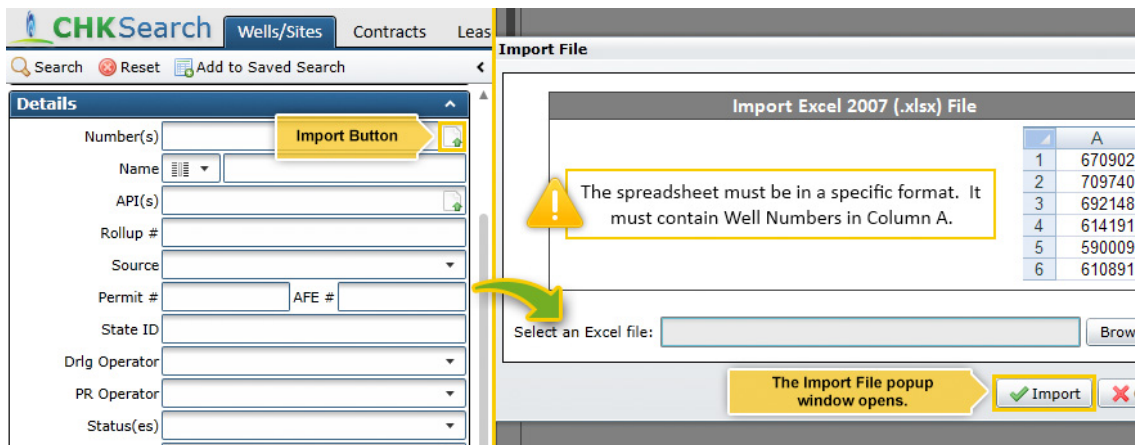 CHKSearch Wells/Sites Contracts Leas
Search Reset Add to Saved Search
Details
Number(s)
Import Button
Name
API(s)
Rollup #
Source
Permit # AFE #
State ID
Drlg Operator
PR Operator
Status(es)
Import File
Import Excel 2007 (.xlsx) File
The spreadsheet must be in a specific format. It
must contain Well Numbers in Column A.
A
1 670902
2 709740
3 692148
4 614191
5 590009
6 610891
Select an Excel file: Brow
The Import File popup
window opens.
Import